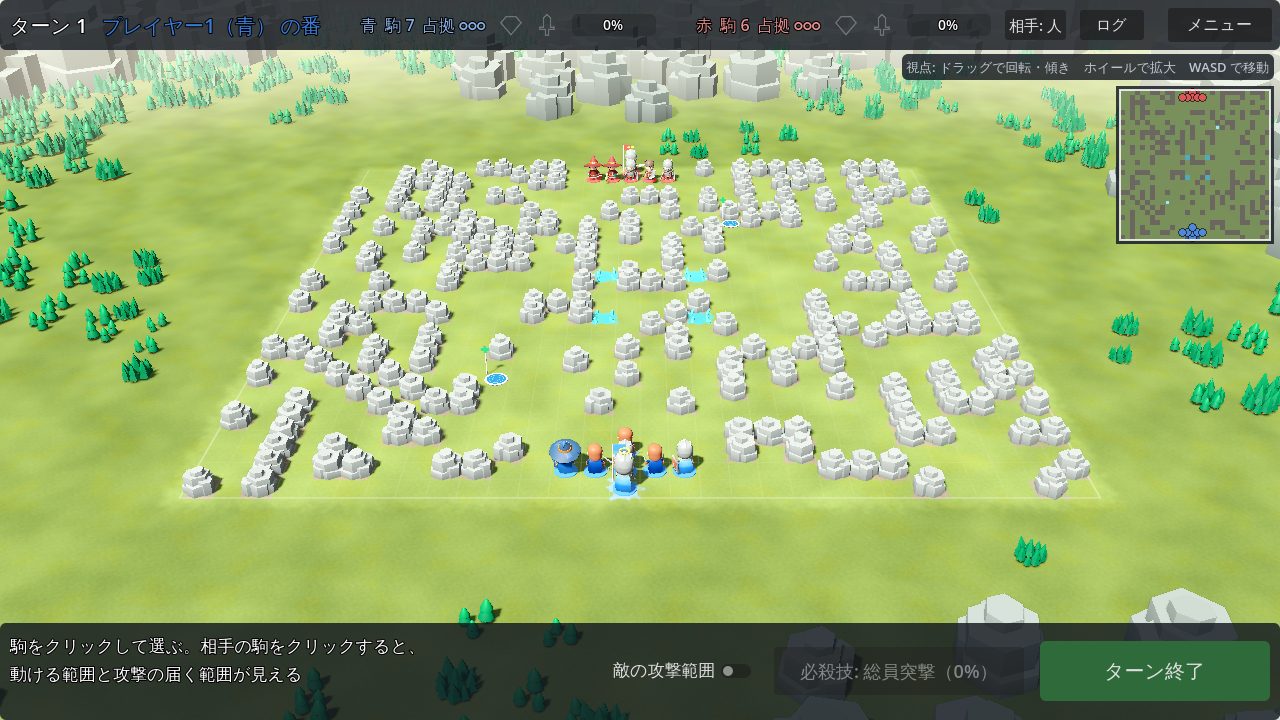 ターン 1 プレイヤー1（青） の番 青 駒 7 占拠 0% 赤 駒 6 占拠 0% 相手: 人 ログ メニュー
視点: ドラッグで回転・傾き ホイールで拡大 WASD で移動
駒をクリックして選ぶ。相手の駒をクリックすると、
動ける範囲と攻撃の届く範囲が見える
敵の攻撃範囲 必殺技: 総員突撃（0%） ターン終了